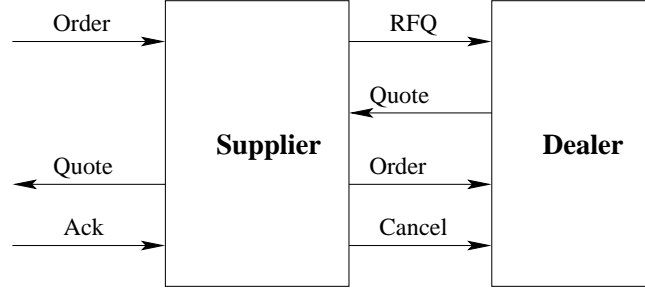 Order
RFQ
Quote
Supplier
Dealer
Quote
Order
Ack
Cancel